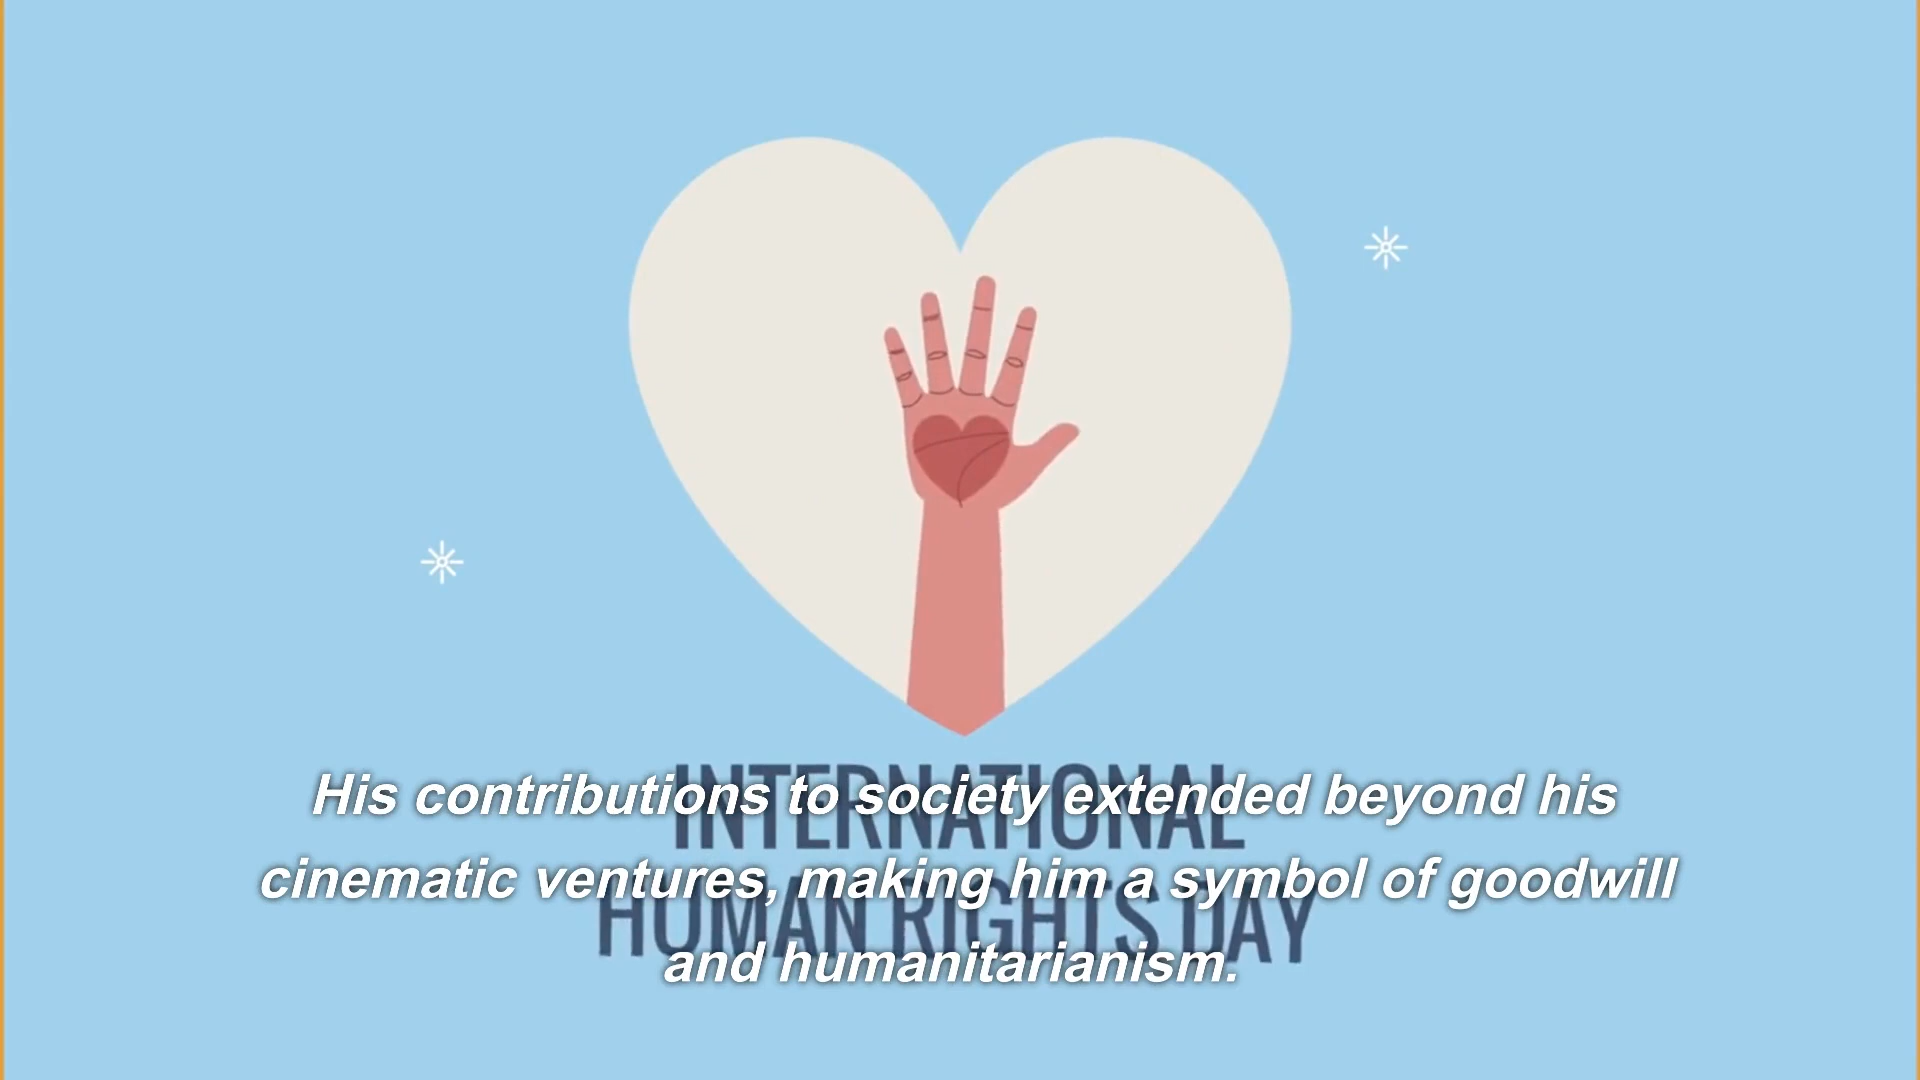 INTERNATIONAL
HUMAN RIGHTS DAY
His contributions to society extended beyond his
cinematic ventures, making him a symbol of goodwill
and humanitarianism.